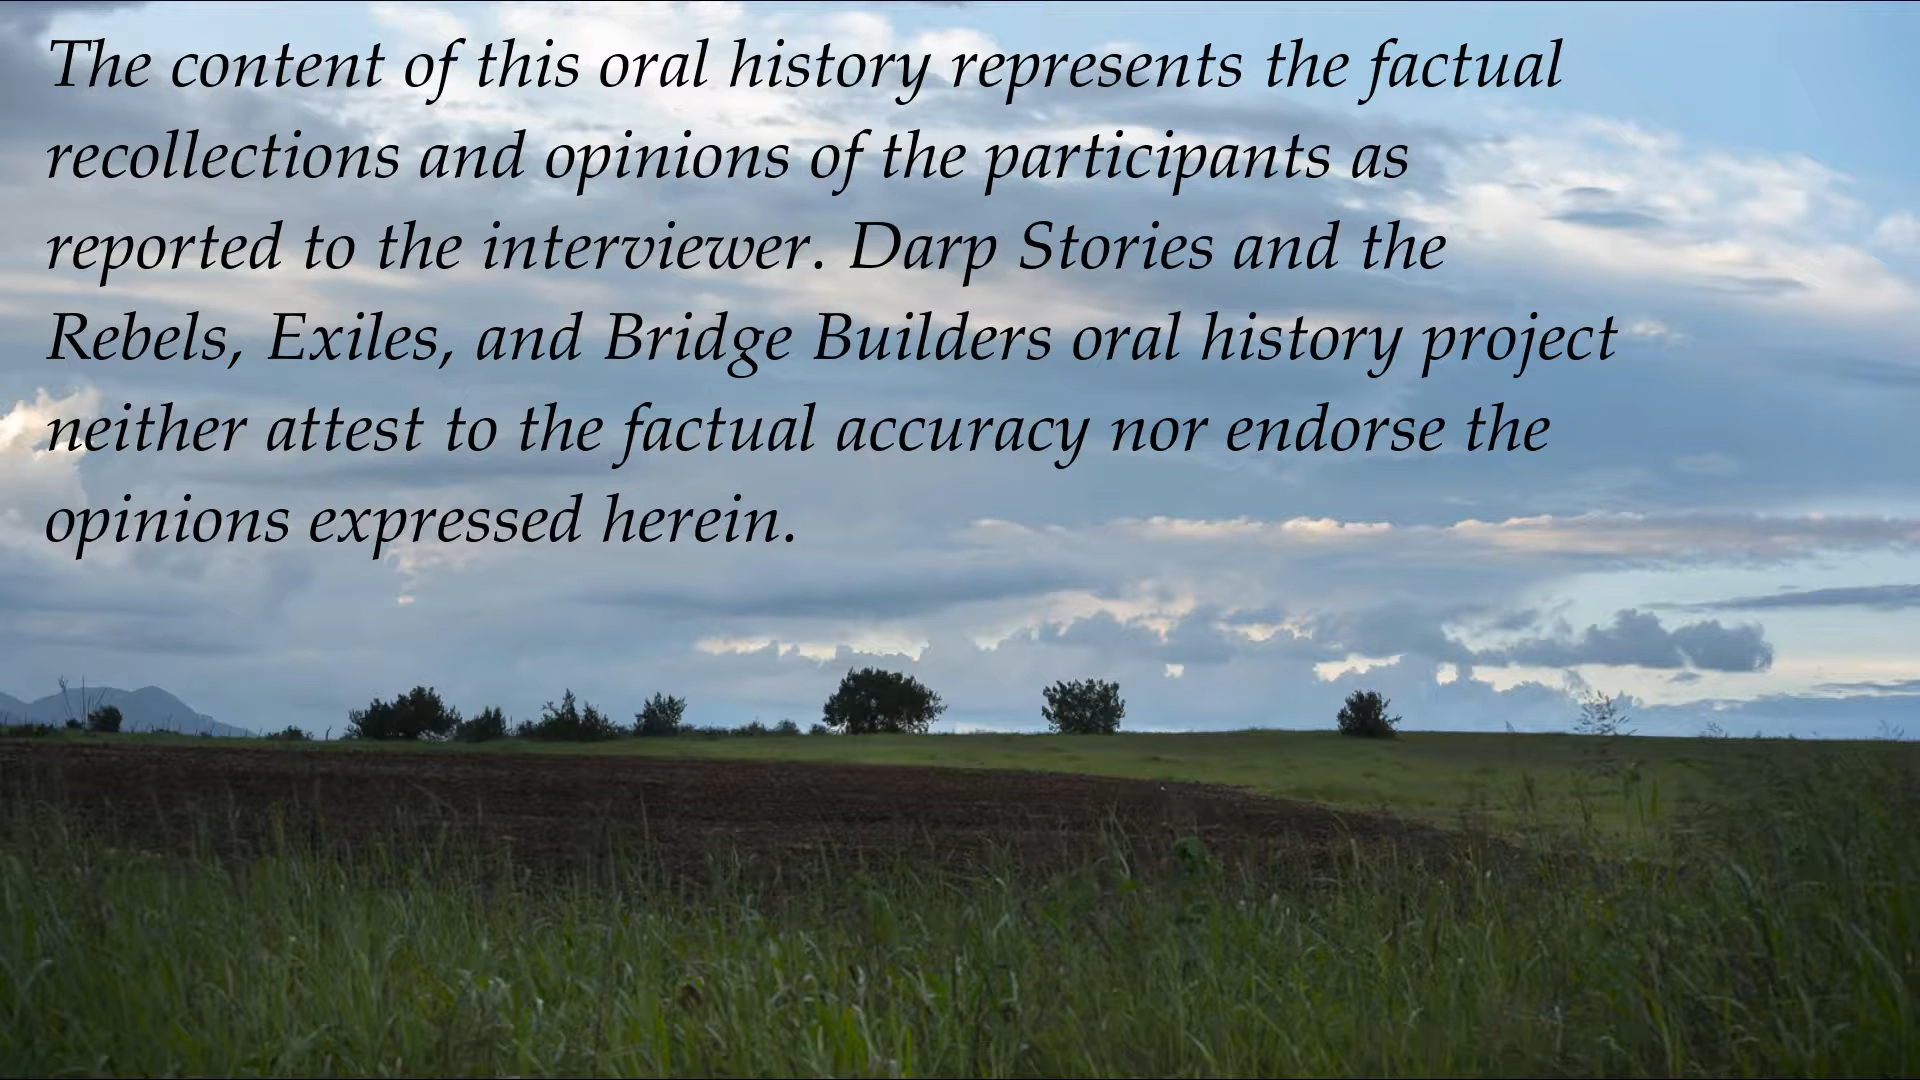 The content of this oral history represents the factual
recollections and opinions of the participants as
reported to the interviewer. Darp Stories and the
Rebels, Exiles, and Bridge Builders oral history project
neither attest to the factual accuracy nor endorse the
opinions expressed herein.